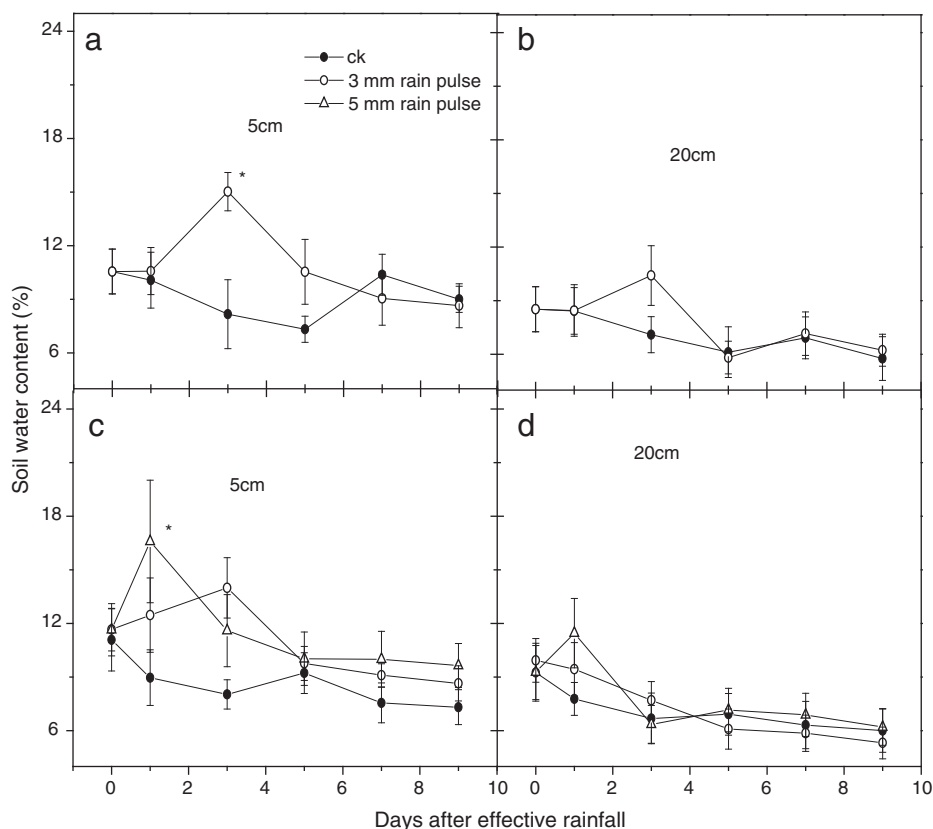 a
ck
3 mm rain pulse
5 mm rain pulse
5cm
*
24
18
12
6
b
20cm
Soil water content (%)
c
5cm
*
24
18
12
6
0 2 4 6 8 10
d
20cm
0 2 4 6 8 10
Days after effective rainfall